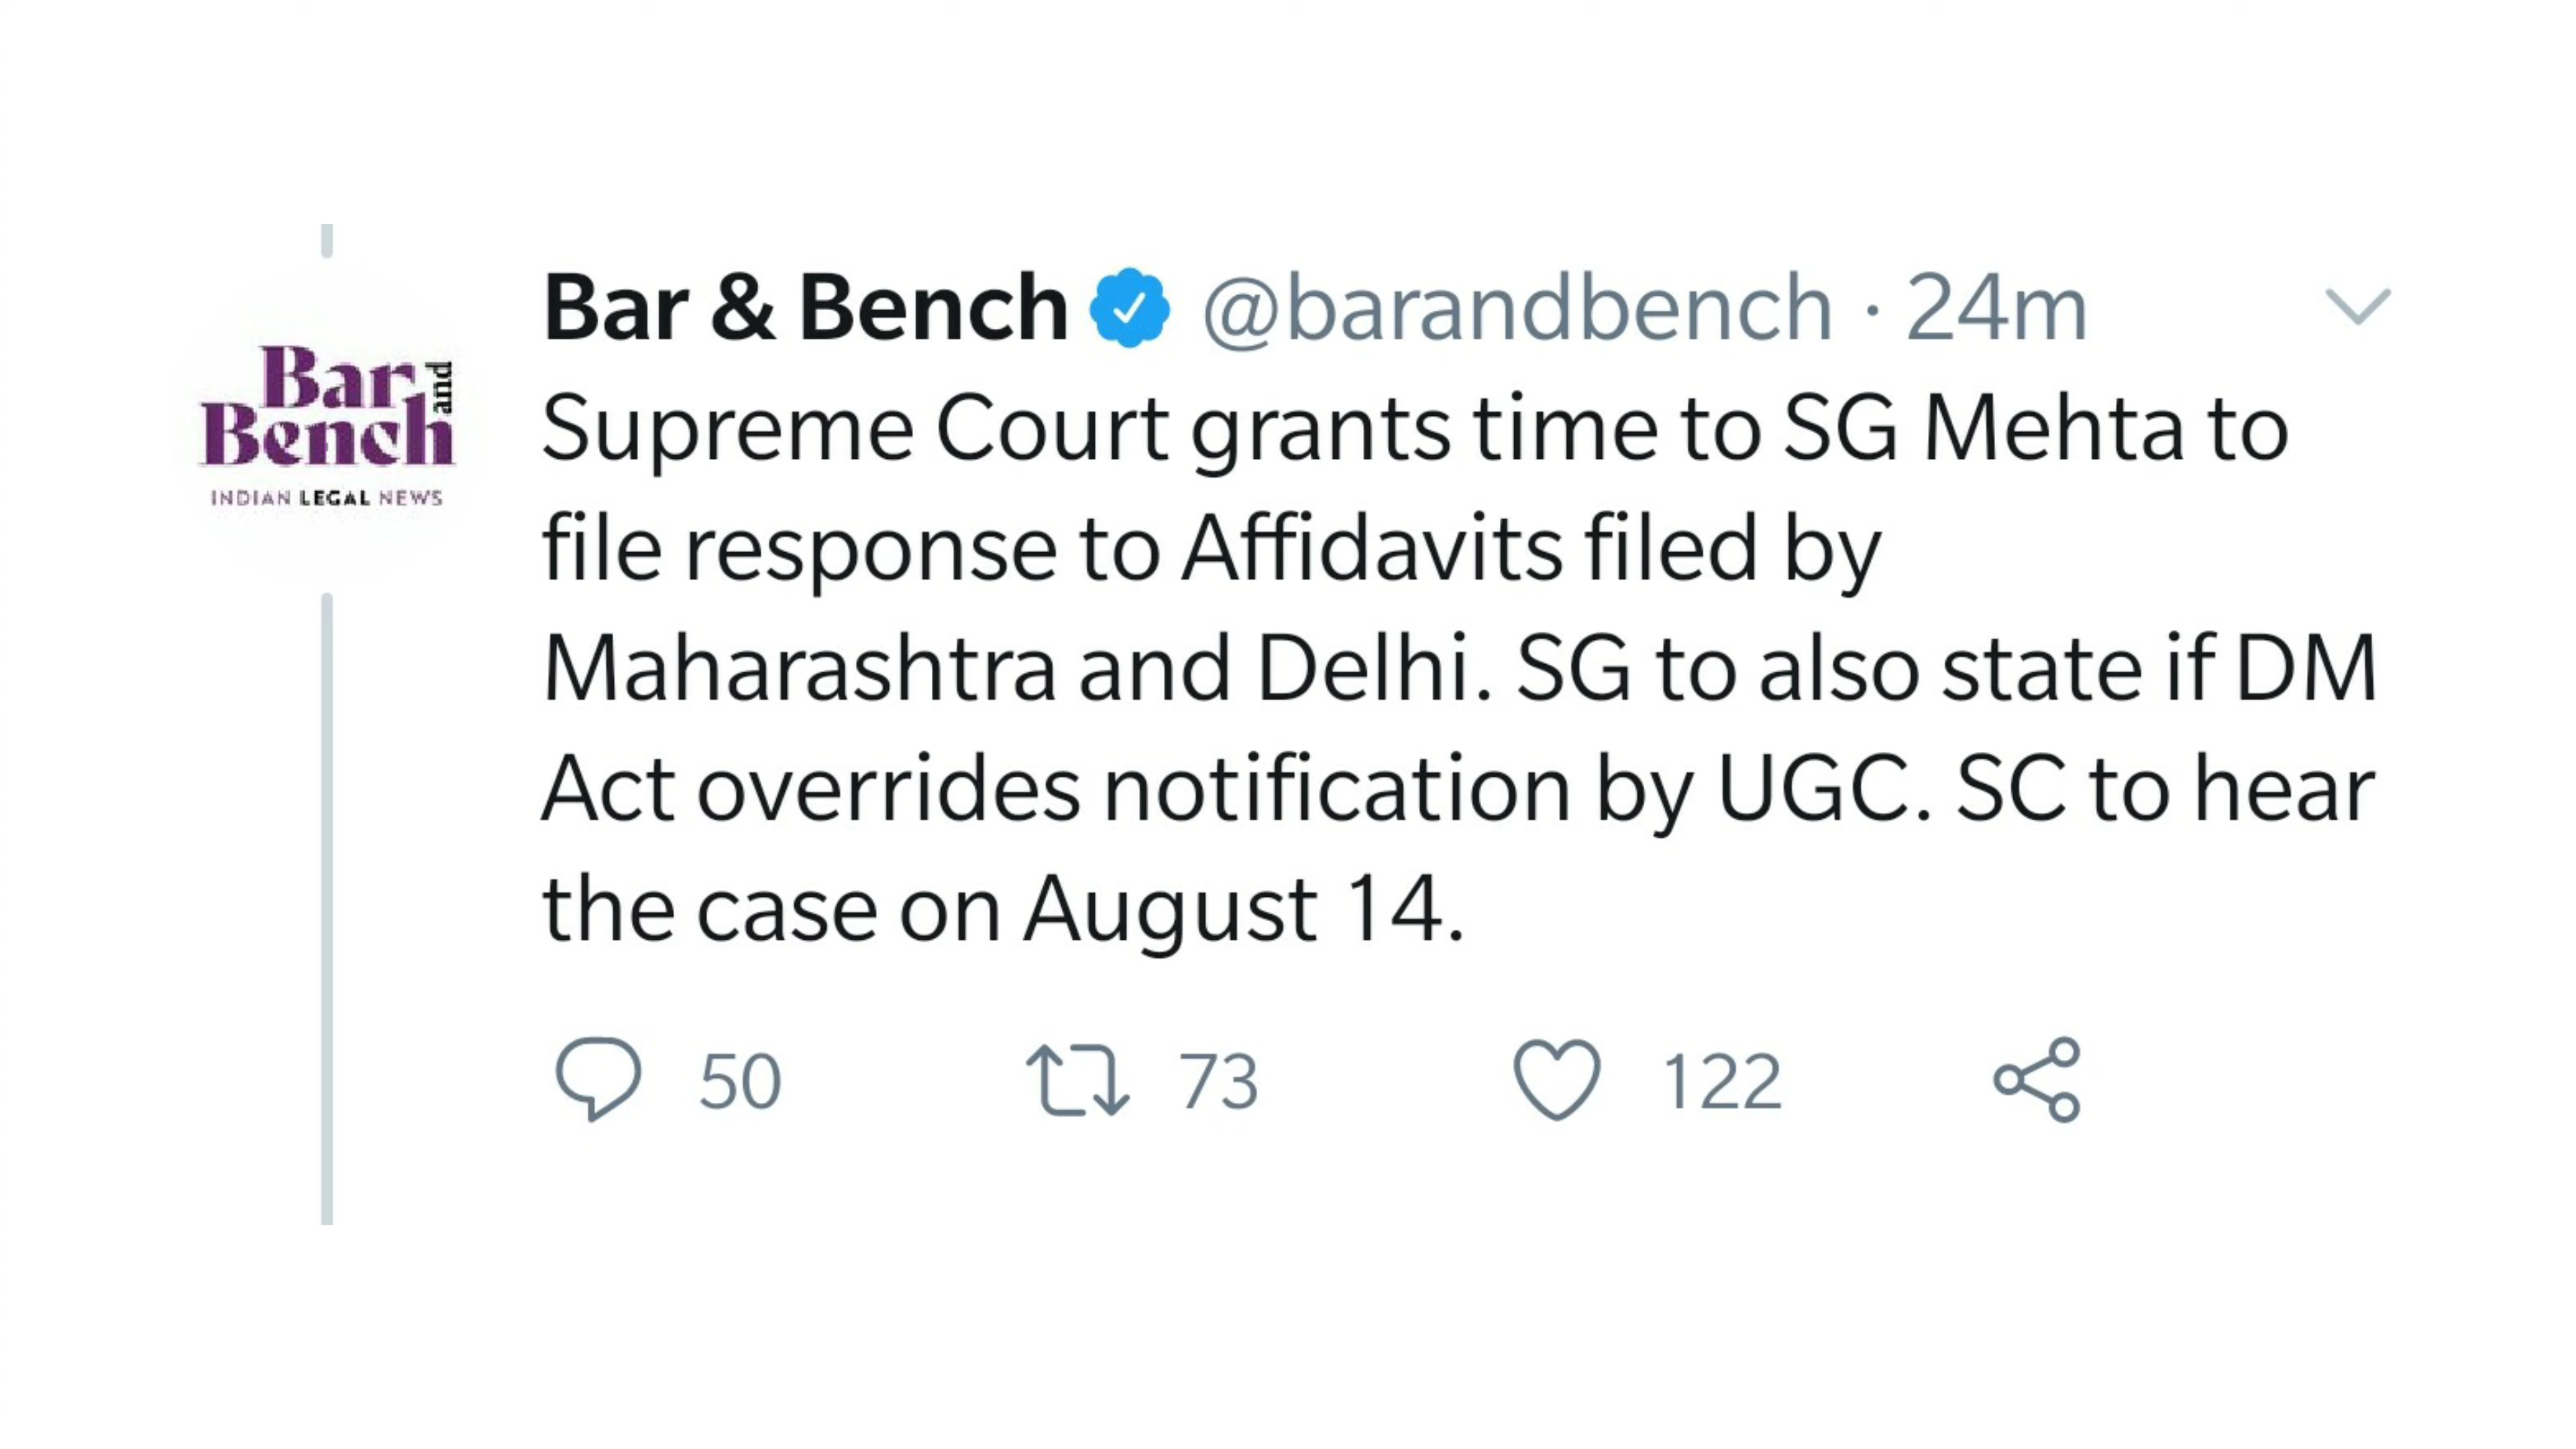 Bar & Bench @barandbench · 24m
Bar and
Bench
INDIAN LEGAL NEWS
Supreme Court grants time to SG Mehta to
file response to Affidavits filed by
Maharashtra and Delhi. SG to also state if DM
Act overrides notification by UGC. SC to hear
the case on August 14.
50 73 122